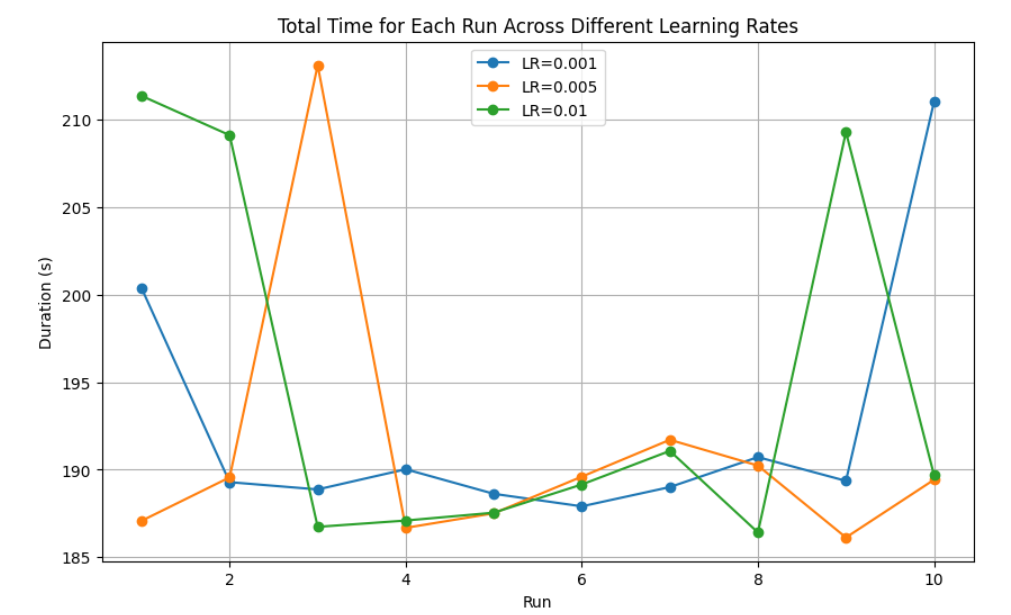 Total Time for Each Run Across Different Learning Rates
LR=0.001
LR=0.005
LR=0.01
210
205
200
195
190
185
Duration (s)
2 4 6 8 10
Run